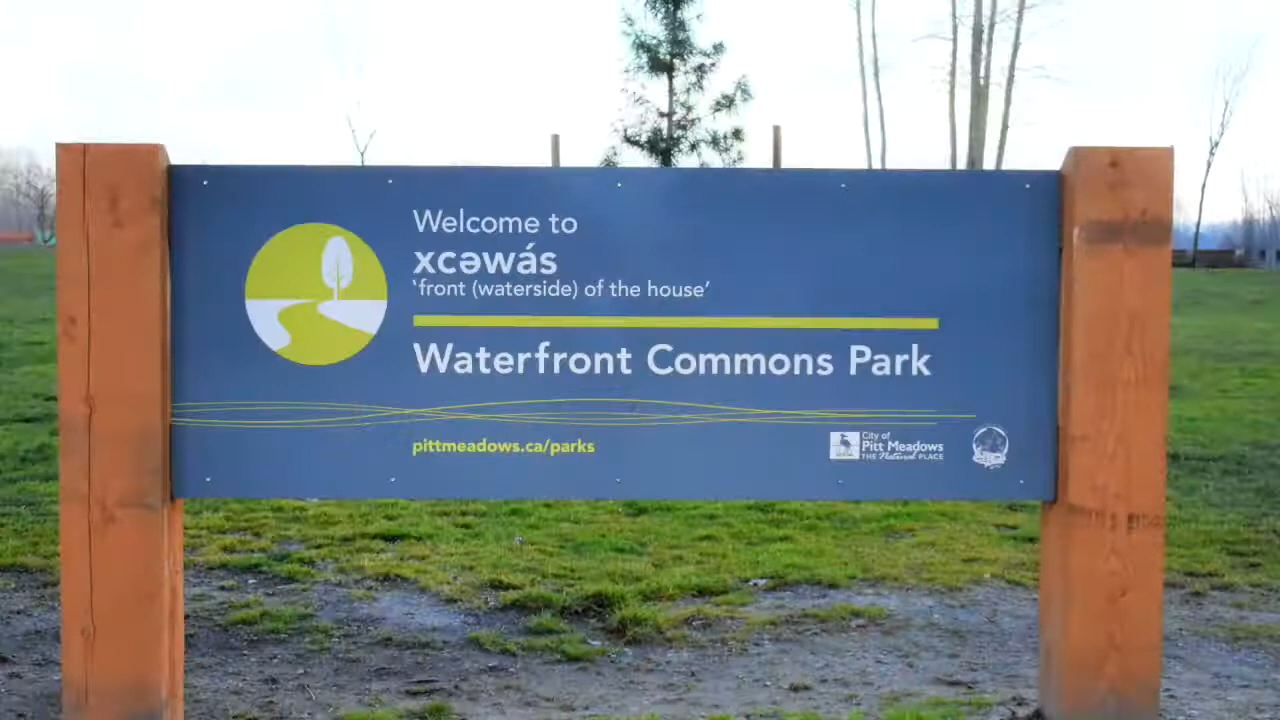 Welcome to
xcəwás
‘front (waterside) of the house’
Waterfront Commons Park
pittmeadows.ca/parks
City of
Pitt Meadows
THE Natural PLACE